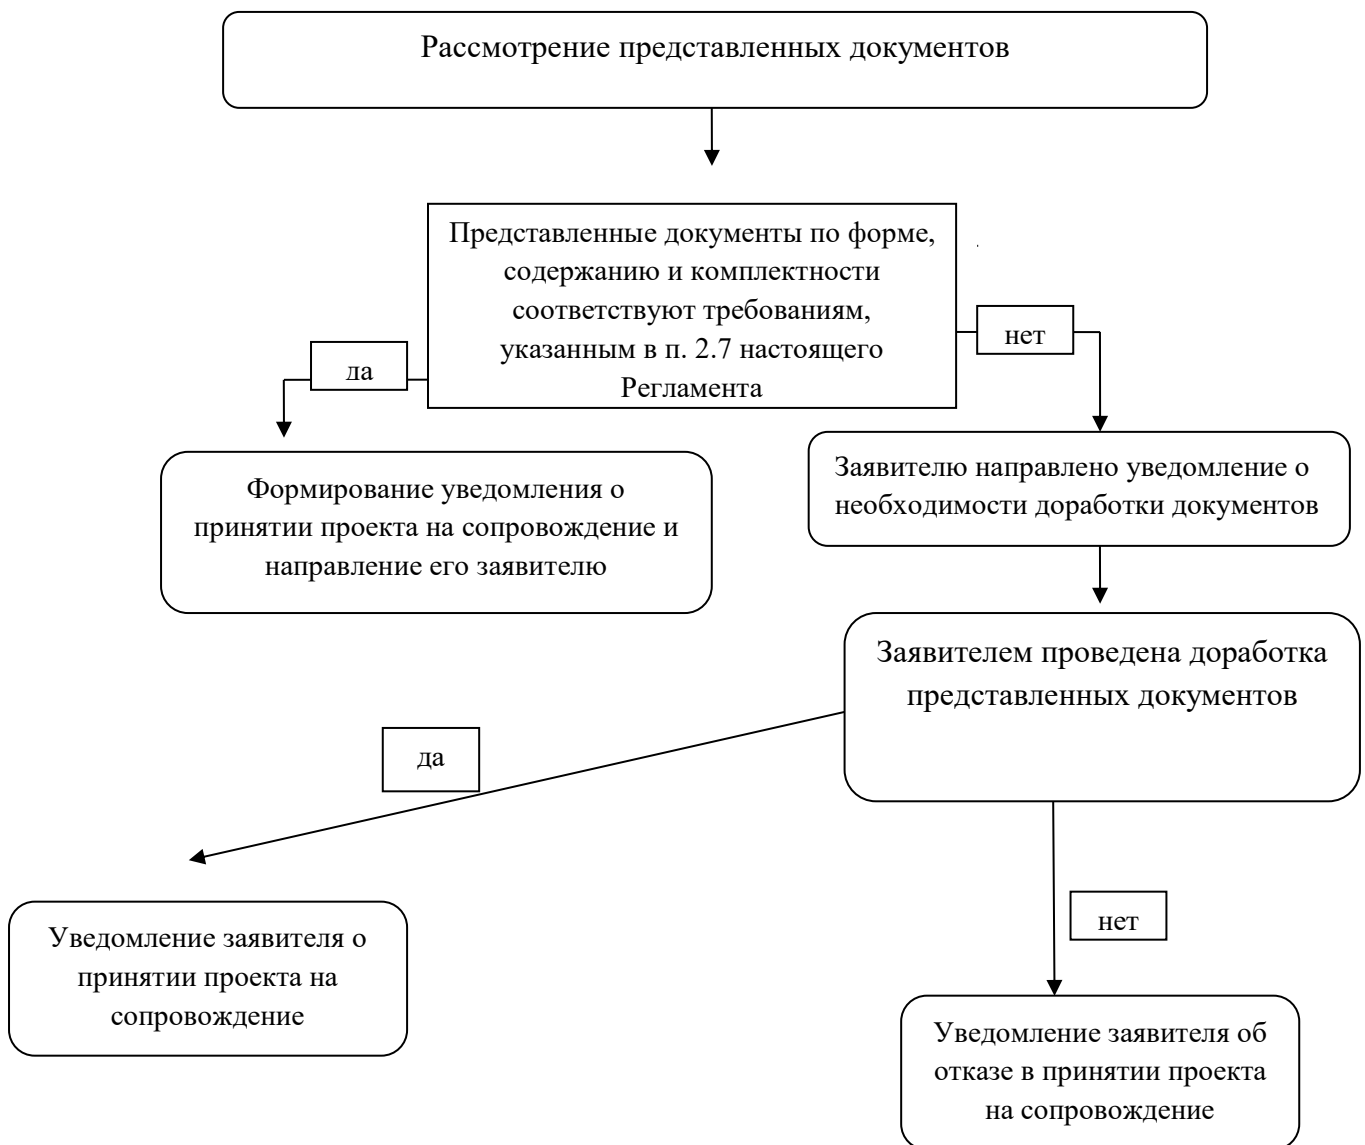 Рассмотрение представленных документов
Представленные документы по форме,
содержанию и комплектности
соответствуют требованиям,
указанным в п. 2.7 настоящего
Регламента
да
нет
Формирование уведомления о
принятии проекта на сопровождение и
направление его заявителю
Заявителю направлено уведомление о
необходимости доработки документов
Заявителем проведена доработка
представленных документов
да
нет
Уведомление заявителя о
принятии проекта на
сопровождение
Уведомление заявителя об
отказе в принятии проекта
на сопровождение